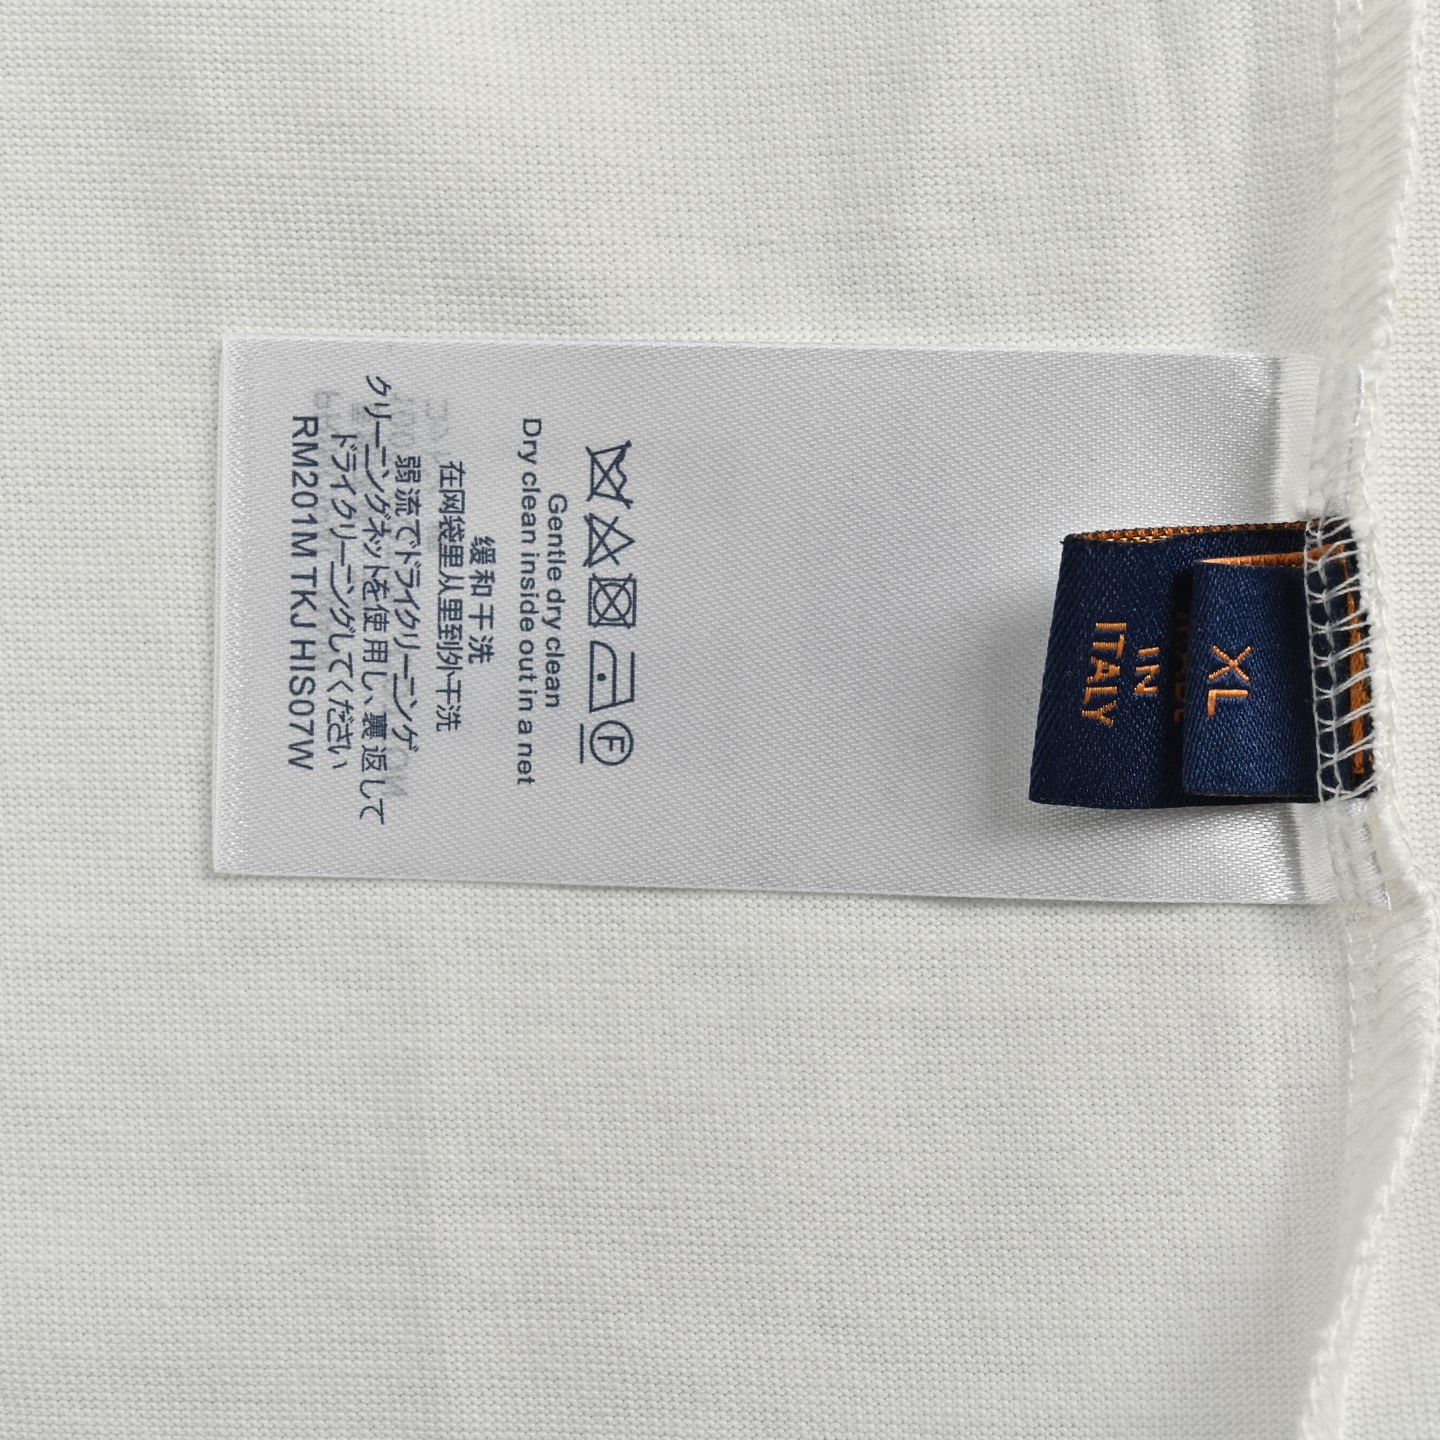 XL
IN
ITALY
F
Gentle dry clean
Dry clean inside out in a net
缓和干洗
在网袋里从里到外干洗
弱流でドライクリーニング
クリーニングネットを使用し、裏返して
ドライクリーニングしてください
RM201M TKJ HIS07W